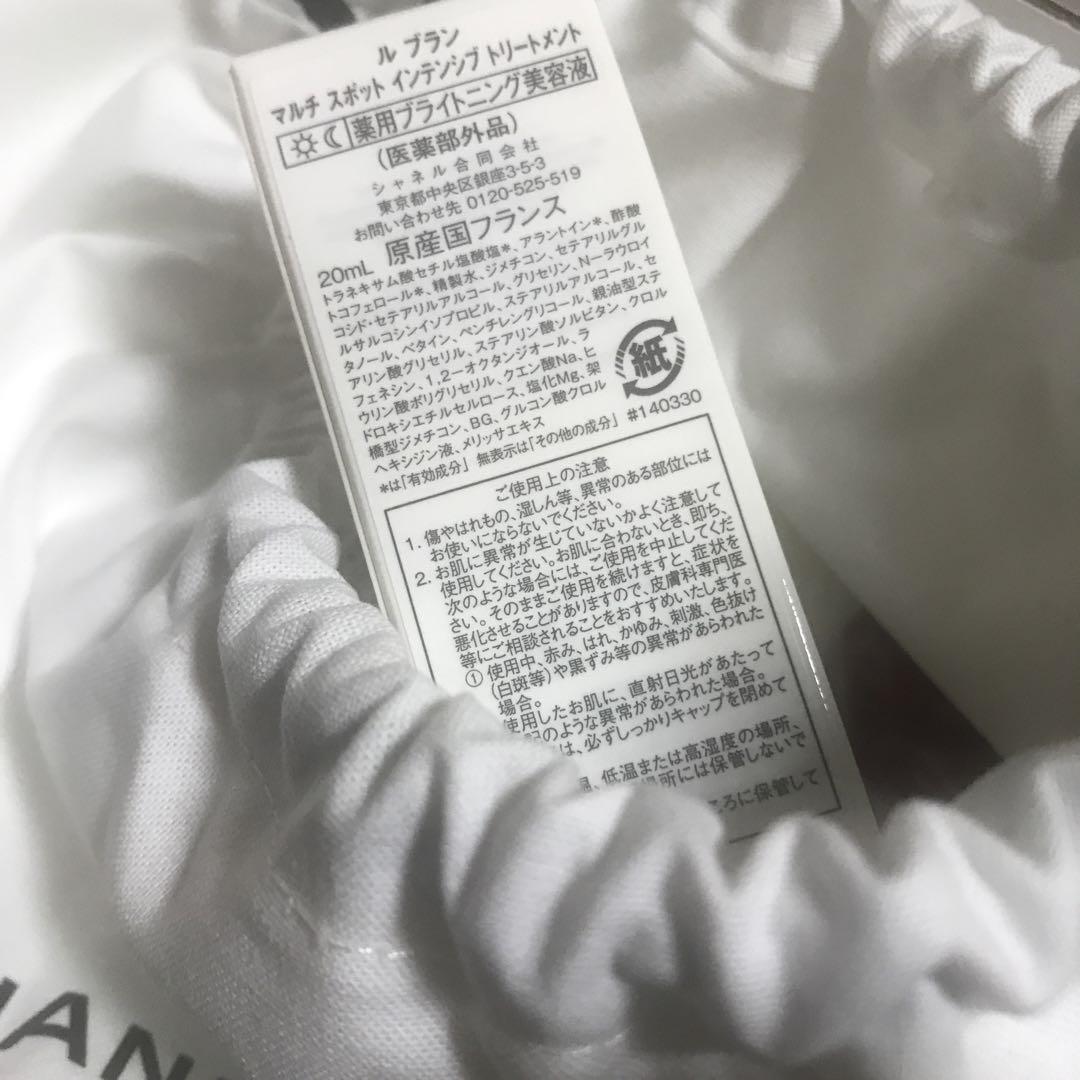 ル ブラン
マルチ スポット インテンシブ トリートメント
薬用ブライトニング美容液
(医薬部外品)
シャネル合同会社
東京都中央区銀座3-5-3
お問い合わせ先 0120-525-519
20mL 原産国フランス
トラネキサム酸セチル塩酸塩*、アラントイン*、酢酸
トコフェロール*、精製水、ジメチコン、セテアリルグル
コシド・セテアリルアルコール、グリセリン、N-ラウロイ
ルサルコシンイソプロピル、ステアリルアルコール、セ
タノール、ベタイン、ペンチレングリコール、親油型ステ
アリン酸グリセリル、ステアリン酸ソルビタン、クロル
フェネシン、1,2-オクタンジオール、ラ
ウリン酸ポリグリセリル、クエン酸Na、ヒ
ドロキシエチルセルロース、塩化Mg、架
橋型ジメチコン、BG、グルコン酸クロル
ヘキシジン液、メリッサエキス
*は「有効成分」 無表示は「その他の成分」 #140330
紙
ご使用上の注意
1. 傷やはれもの、湿しん等、異常のある部位には
お使いにならないでください。
2. お肌に異常が生じていないかよく注意して
使用してください。お肌に合わないとき、即ち、
次のような場合には、ご使用を中止してくだ
さい。そのままご使用を続けますと、症状を
悪化させることがありますので、皮膚科専門医
等にご相談されることをおすすめいたします。
① 使用中、赤み、はれ、かゆみ、刺激、色抜け
(白斑等)や黒ずみ等の異常があらわれた
場合。
使用したお肌に、直射日光があたって
のような異常があらわれた場合。
は、必ずしっかりキャップを閉めて
、低温または高湿度の場所、
場所には保管しないで
ころに保管して
HAN